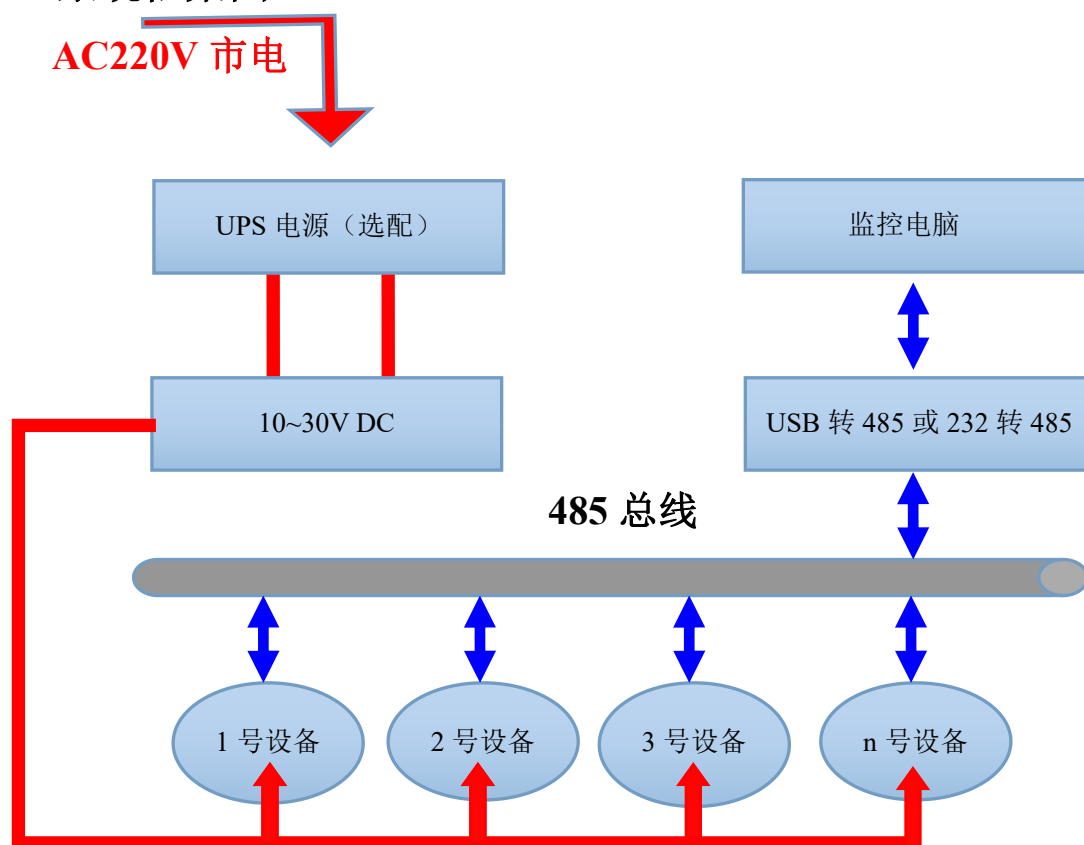 AC220V 市电
UPS 电源（选配）
监控电脑
10~30V DC
USB 转 485 或 232 转 485
485 总线
1 号设备
2 号设备
3 号设备
n 号设备